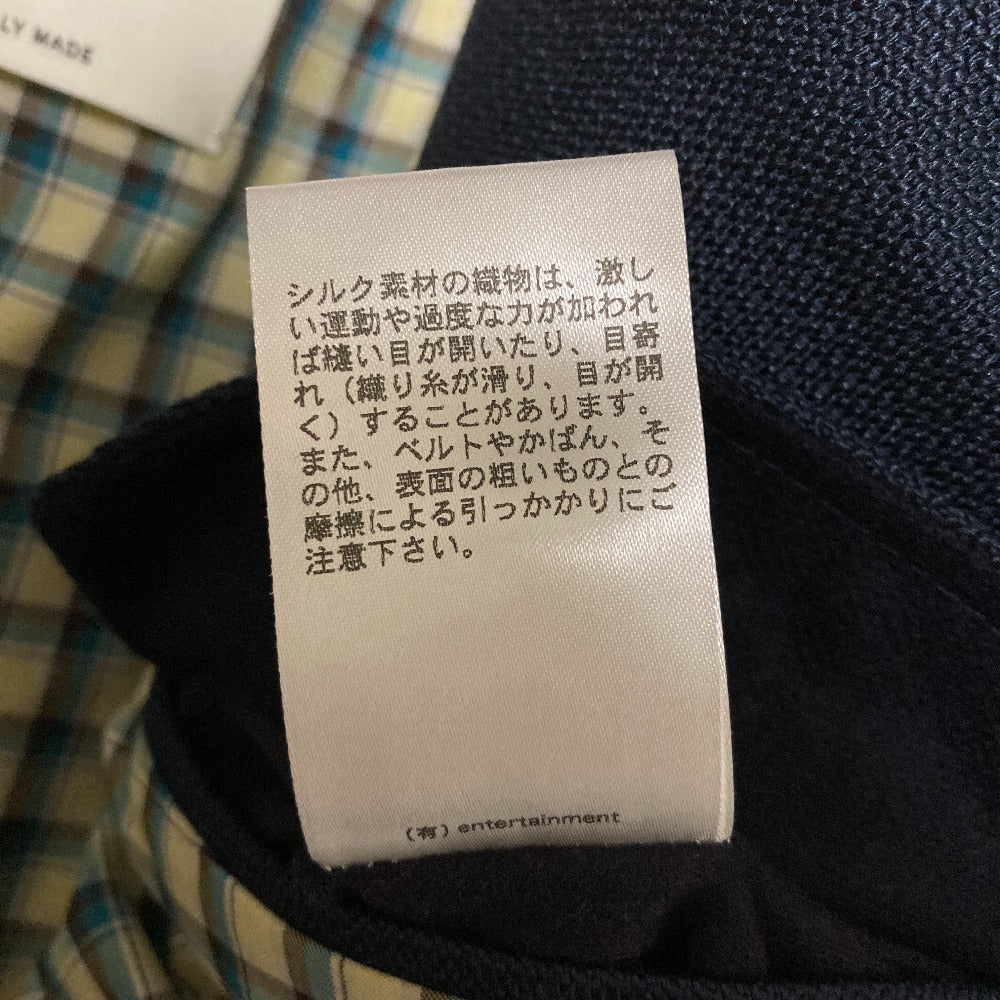 LY MADE
シルク素材の織物は、激し
い運動や過度な力が加われ
ば縫い目が開いたり、目寄
れ（織り糸が滑り、目が開
く）することがあります。
また、ベルトやかばん、そ
の他、表面の粗いものとの
摩擦による引っかかりにご
注意下さい。
（有）entertainment